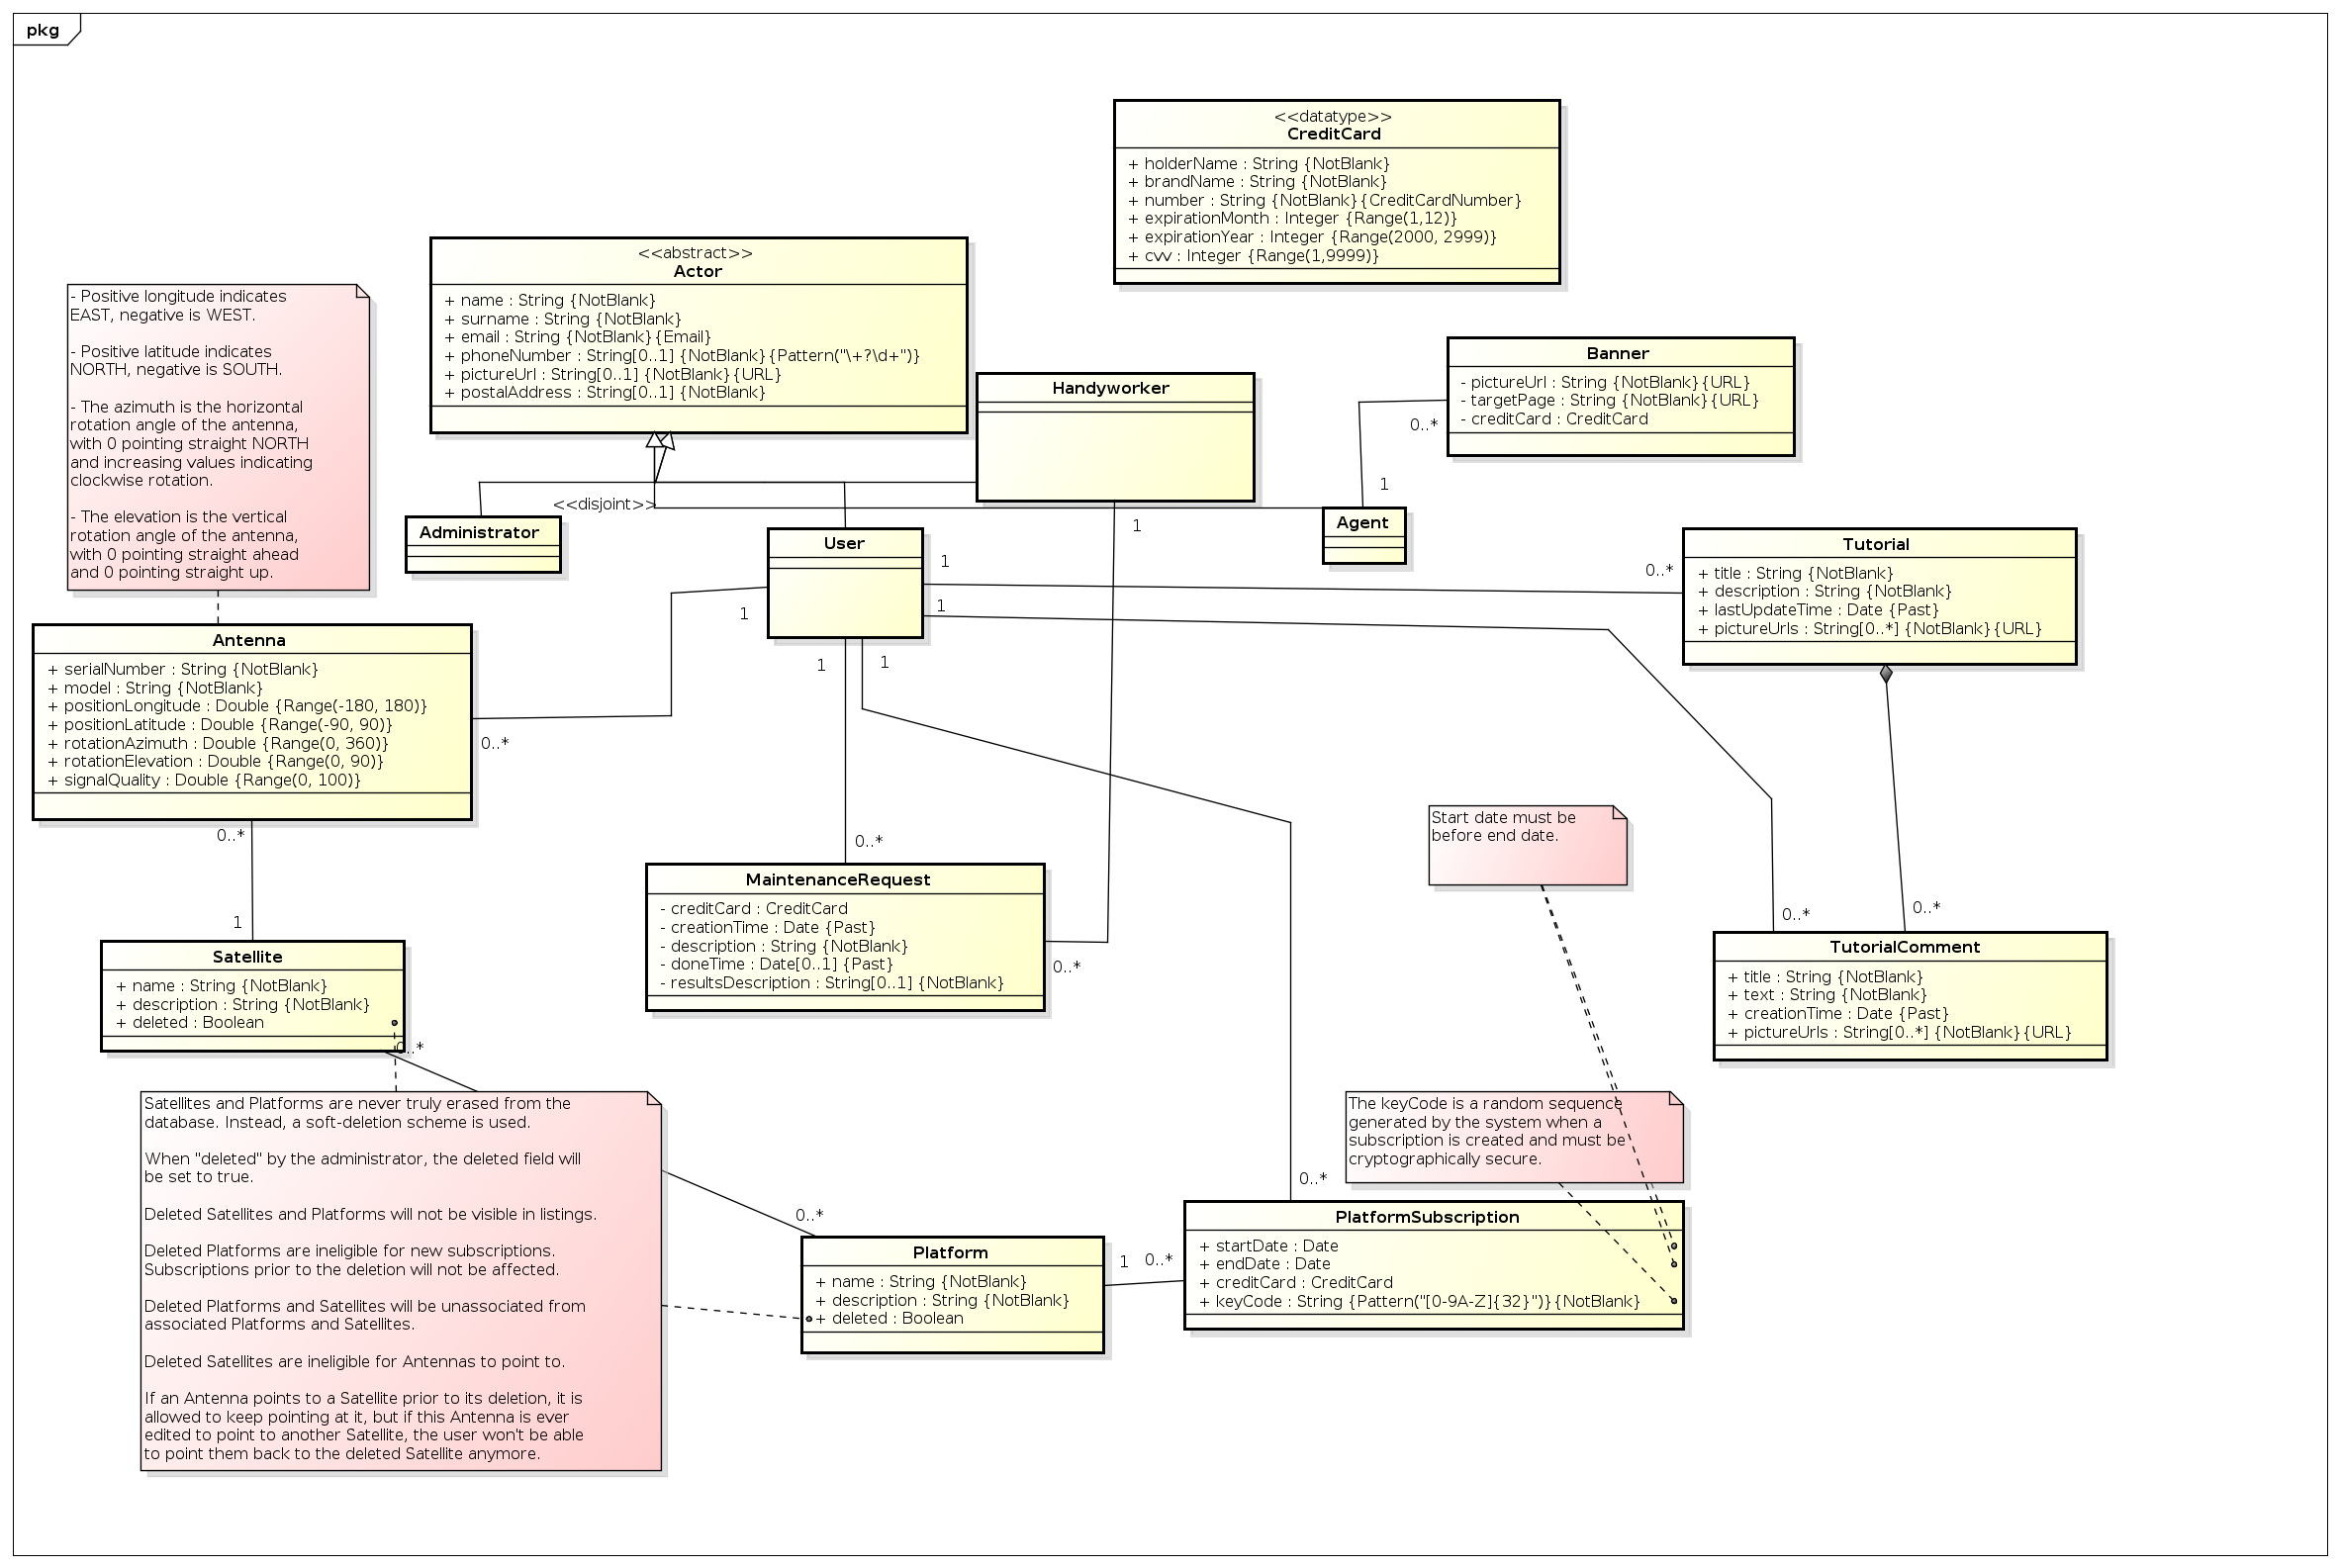 pkg
<<datatype>>
CreditCard
+ holderName : String {NotBlank}
+ brandName : String {NotBlank}
+ number : String {NotBlank}{CreditCardNumber}
+ expirationMonth : Integer {Range(1,12)}
+ expirationYear : Integer {Range(2000, 2999)}
+ cvv : Integer {Range(1,9999)}
<<abstract>>
Actor
+ name : String {NotBlank}
+ surname : String {NotBlank}
+ email : String {NotBlank}{Email}
+ phoneNumber : String[0..1] {NotBlank}{Pattern("\+?\d+")}
+ pictureUrl : String[0..1] {NotBlank}{URL}
+ postalAddress : String[0..1] {NotBlank}
- Positive longitude indicates
EAST, negative is WEST.
- Positive latitude indicates
NORTH, negative is SOUTH.
- The azimuth is the horizontal
rotation angle of the antenna,
with 0 pointing straight NORTH
and increasing values indicating
clockwise rotation.
- The elevation is the vertical
rotation angle of the antenna,
with 0 pointing straight ahead
and 0 pointing straight up.
Handyworker
Banner
- pictureUrl : String {NotBlank}{URL}
- targetPage : String {NotBlank}{URL}
- creditCard : CreditCard
0..*
1
<<disjoint>>
Administrator
User
1
Agent
Tutorial
+ title : String {NotBlank}
+ description : String {NotBlank}
+ lastUpdateTime : Date {Past}
+ pictureUrls : String[0..*] {NotBlank}{URL}
1
0..*
1
1
1
1
Antenna
+ serialNumber : String {NotBlank}
+ model : String {NotBlank}
+ positionLongitude : Double {Range(-180, 180)}
+ positionLatitude : Double {Range(-90, 90)}
+ rotationAzimuth : Double {Range(0, 360)}
+ rotationElevation : Double {Range(0, 90)}
+ signalQuality : Double {Range(0, 100)}
0..*
0..*
1
0..*
Start date must be
before end date.
MaintenanceRequest
- creditCard : CreditCard
- creationTime : Date {Past}
- description : String {NotBlank}
- doneTime : Date[0..1] {Past}
- resultsDescription : String[0..1] {NotBlank}
0..*
0..*
0..*
TutorialComment
+ title : String {NotBlank}
+ text : String {NotBlank}
+ creationTime : Date {Past}
+ pictureUrls : String[0..*] {NotBlank}{URL}
Satellite
+ name : String {NotBlank}
+ description : String {NotBlank}
+ deleted : Boolean
0..*
Satellites and Platforms are never truly erased from the
database. Instead, a soft-deletion scheme is used.
When "deleted" by the administrator, the deleted field will
be set to true.
Deleted Satellites and Platforms will not be visible in listings.
Deleted Platforms are ineligible for new subscriptions.
Subscriptions prior to the deletion will not be affected.
Deleted Platforms and Satellites will be unassociated from
associated Platforms and Satellites.
Deleted Satellites are ineligible for Antennas to point to.
If an Antenna points to a Satellite prior to its deletion, it is
allowed to keep pointing at it, but if this Antenna is ever
edited to point to another Satellite, the user won't be able
to point them back to the deleted Satellite anymore.
The keyCode is a random sequence
generated by the system when a
subscription is created and must be
cryptographically secure.
0..*
0..*
Platform
+ name : String {NotBlank}
+ description : String {NotBlank}
+ deleted : Boolean
1
0..*
PlatformSubscription
+ startDate : Date
+ endDate : Date
+ creditCard : CreditCard
+ keyCode : String {Pattern("[0-9A-Z]{32}")}{NotBlank}